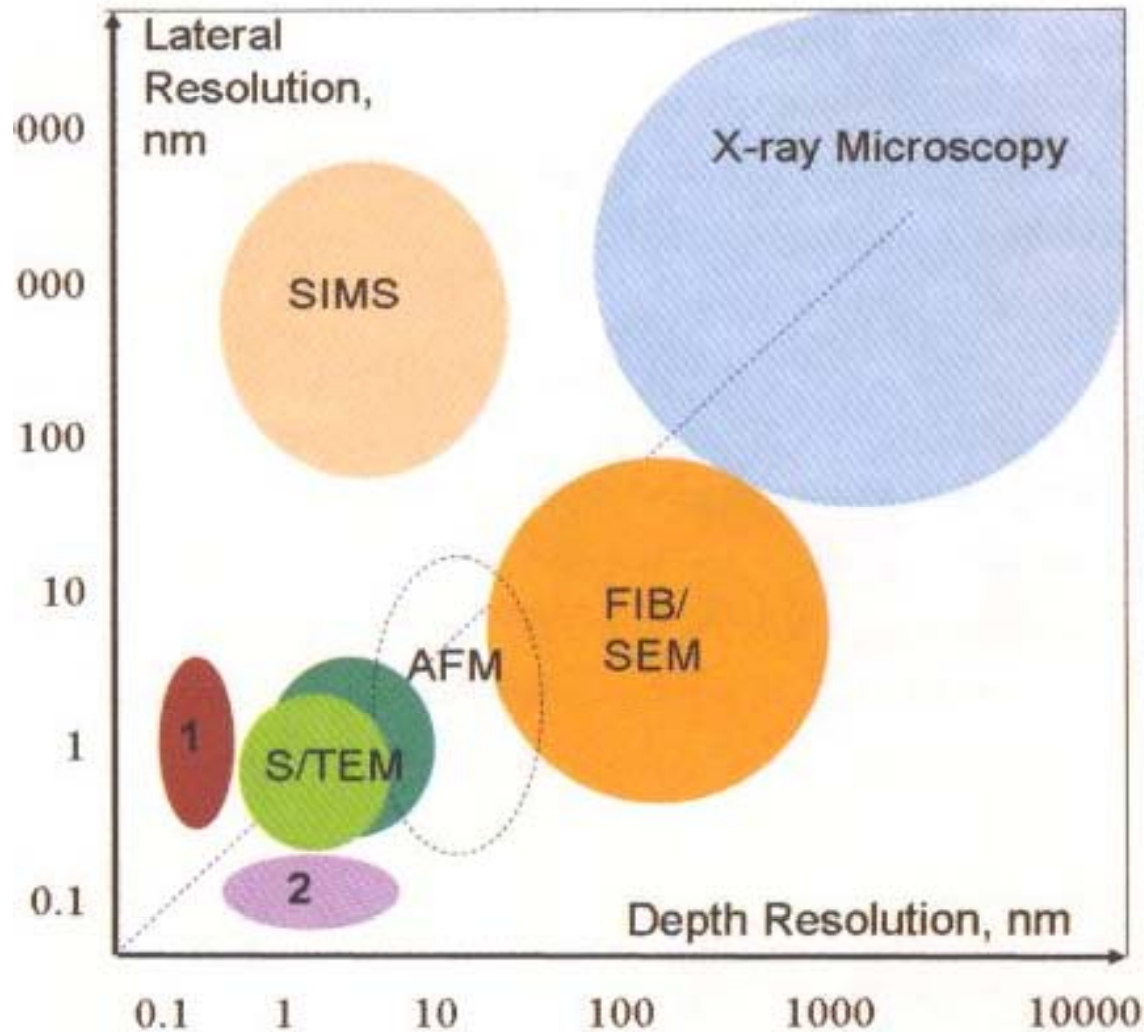 Lateral
Resolution,
nm
000
X-ray Microscopy
000
SIMS
100
10
FIB/
SEM
AFM
1
1
S/TEM
2
0.1
Depth Resolution, nm
0.1 1 10 100 1000 10000